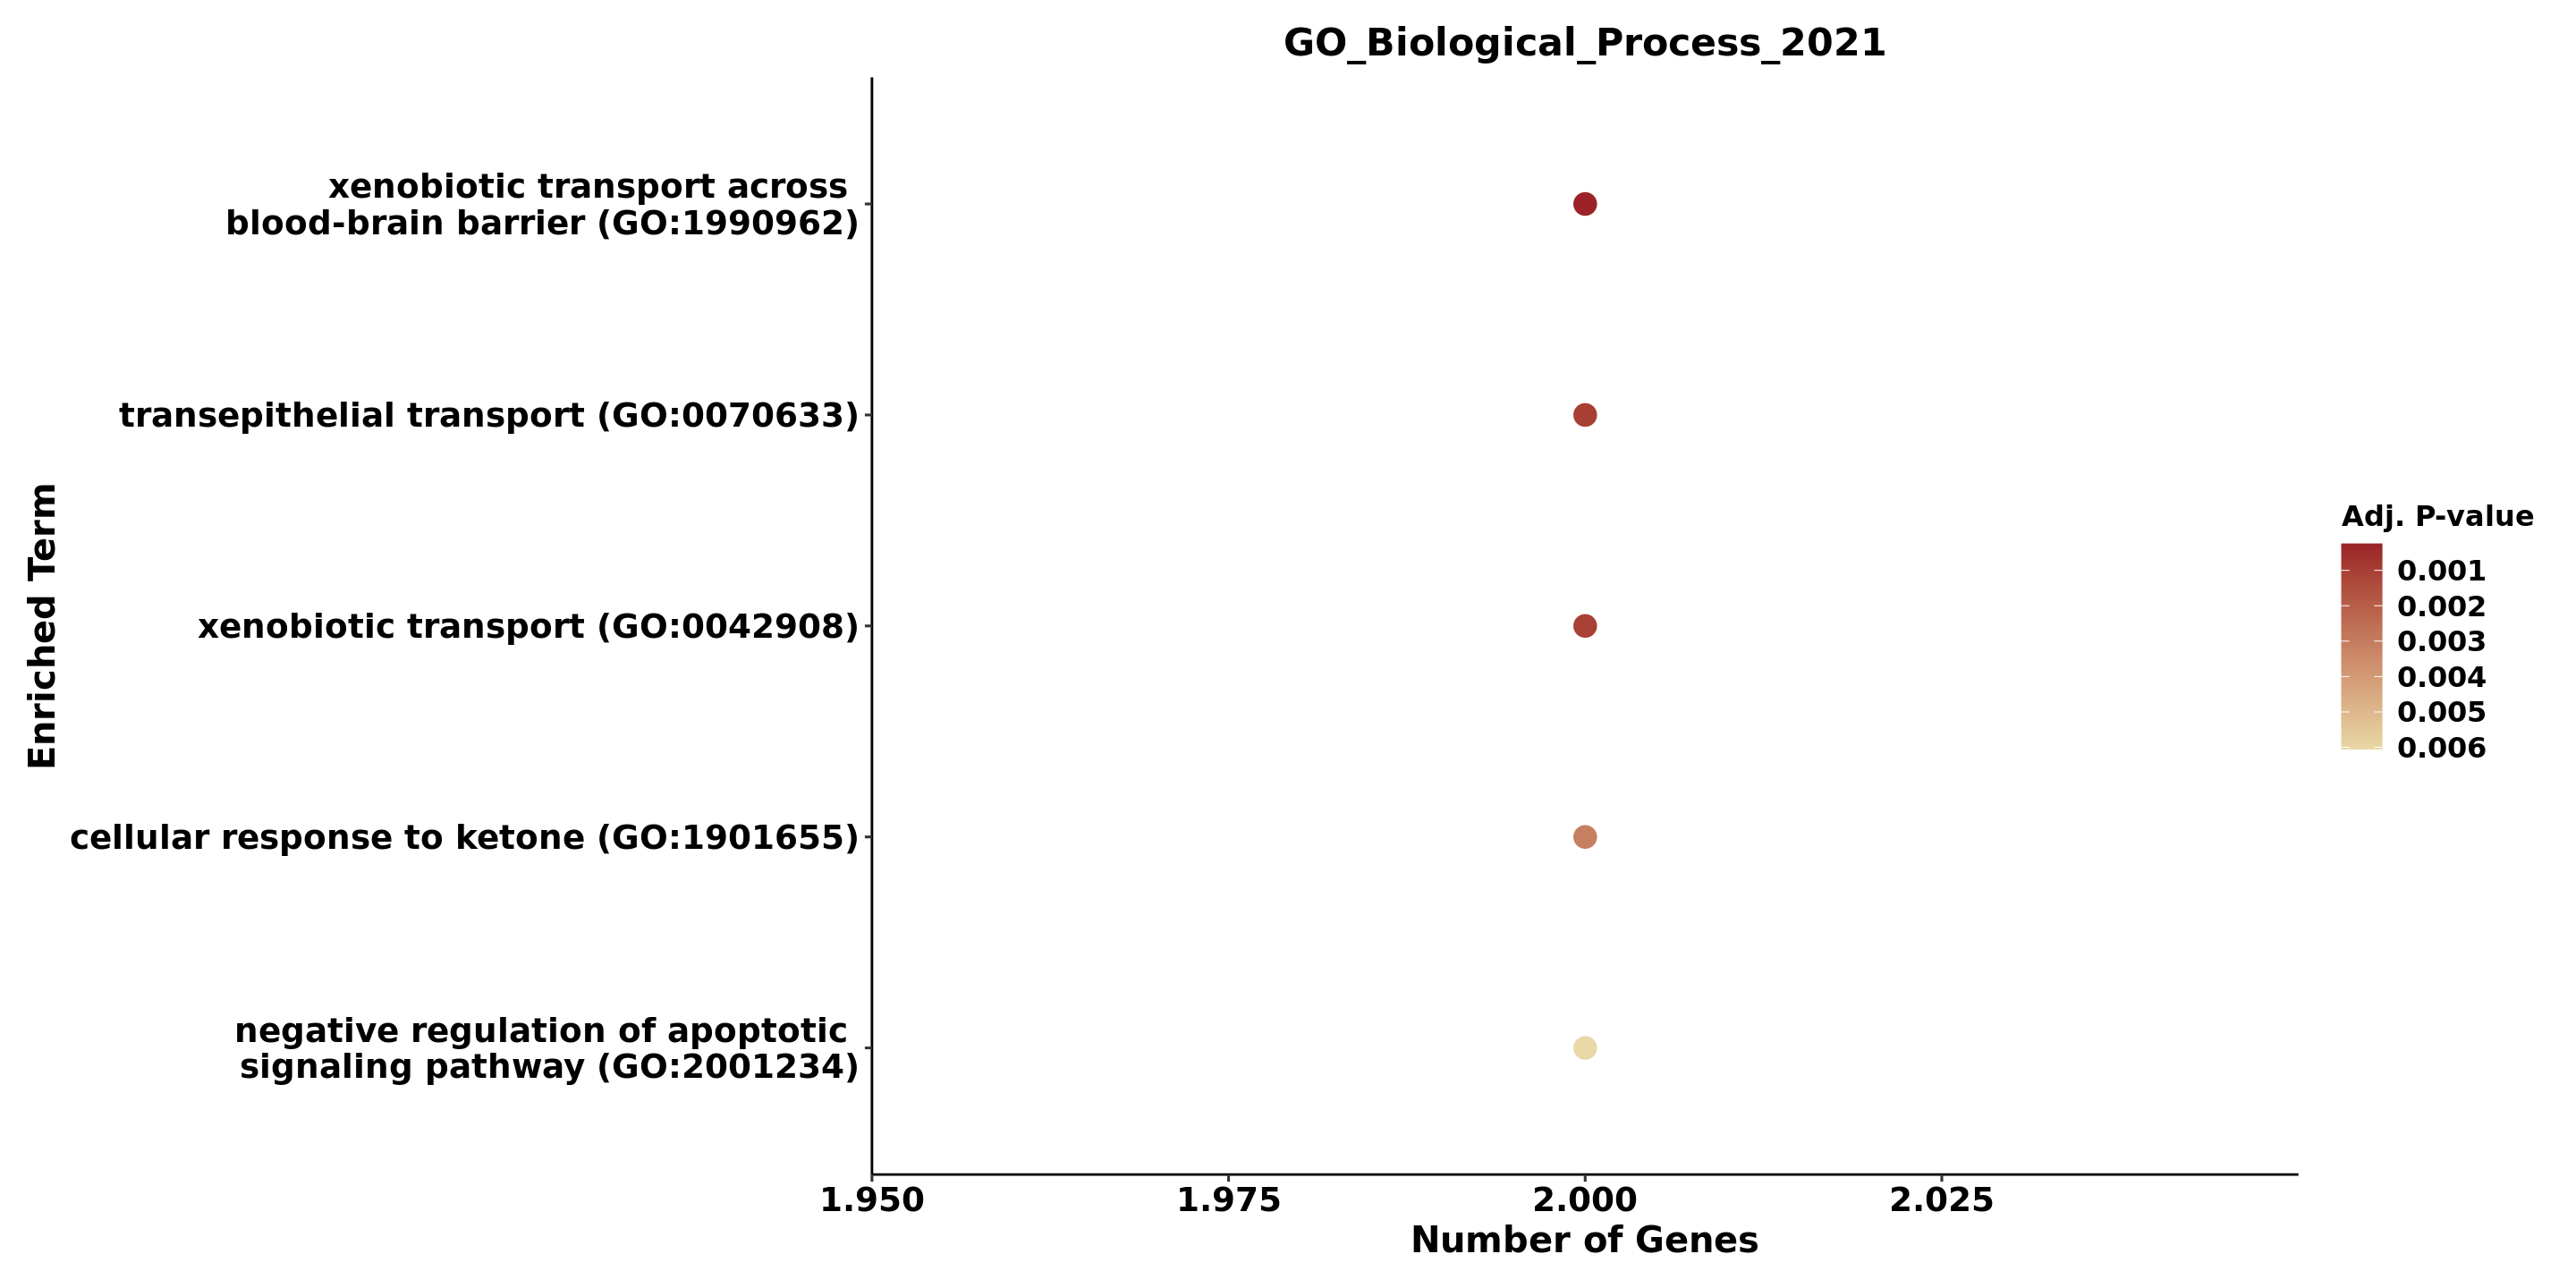 GO_Biological_Process_2021
xenobiotic transport across
blood-brain barrier (GO:1990962)
transepithelial transport (GO:0070633)
xenobiotic transport (GO:0042908)
cellular response to ketone (GO:1901655)
negative regulation of apoptotic
signaling pathway (GO:2001234)
Enriched Term
1.950 1.975 2.000 2.025
Number of Genes
Adj. P-value
0.001
0.002
0.003
0.004
0.005
0.006